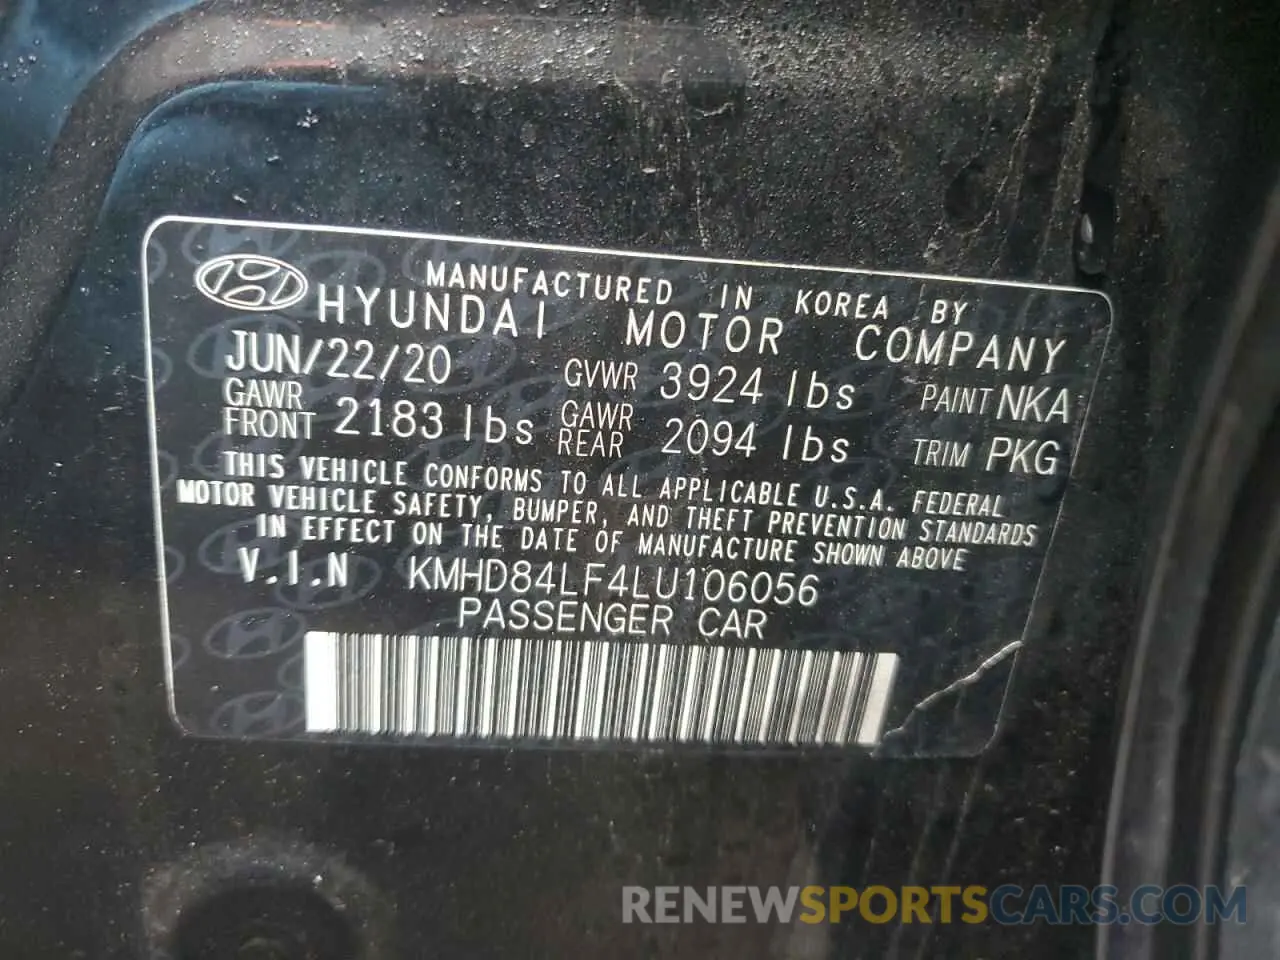 MANUFACTURED IN KOREA BY
HYUNDAI MOTOR COMPANY
JUN/22/20 GVWR 3924 lbs PAINT NKA
GAWR FRONT 2183 lbs GAWR REAR 2094 lbs TRIM PKG
THIS VEHICLE CONFORMS TO ALL APPLICABLE U.S.A. FEDERAL
MOTOR VEHICLE SAFETY, BUMPER, AND THEFT PREVENTION STANDARDS
IN EFFECT ON THE DATE OF MANUFACTURE SHOWN ABOVE
V.I.N KMHD84LF4LU106056
PASSENGER CAR
RENEWSPORTSCARS.COM